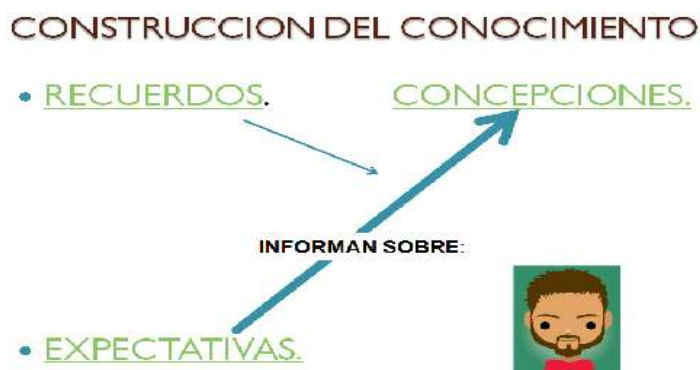 CONSTRUCCION DEL CONOCIMIENTO
• RECUERDOS. CONCEPCIONES.
INFORMAN SOBRE:
• EXPECTATIVAS.